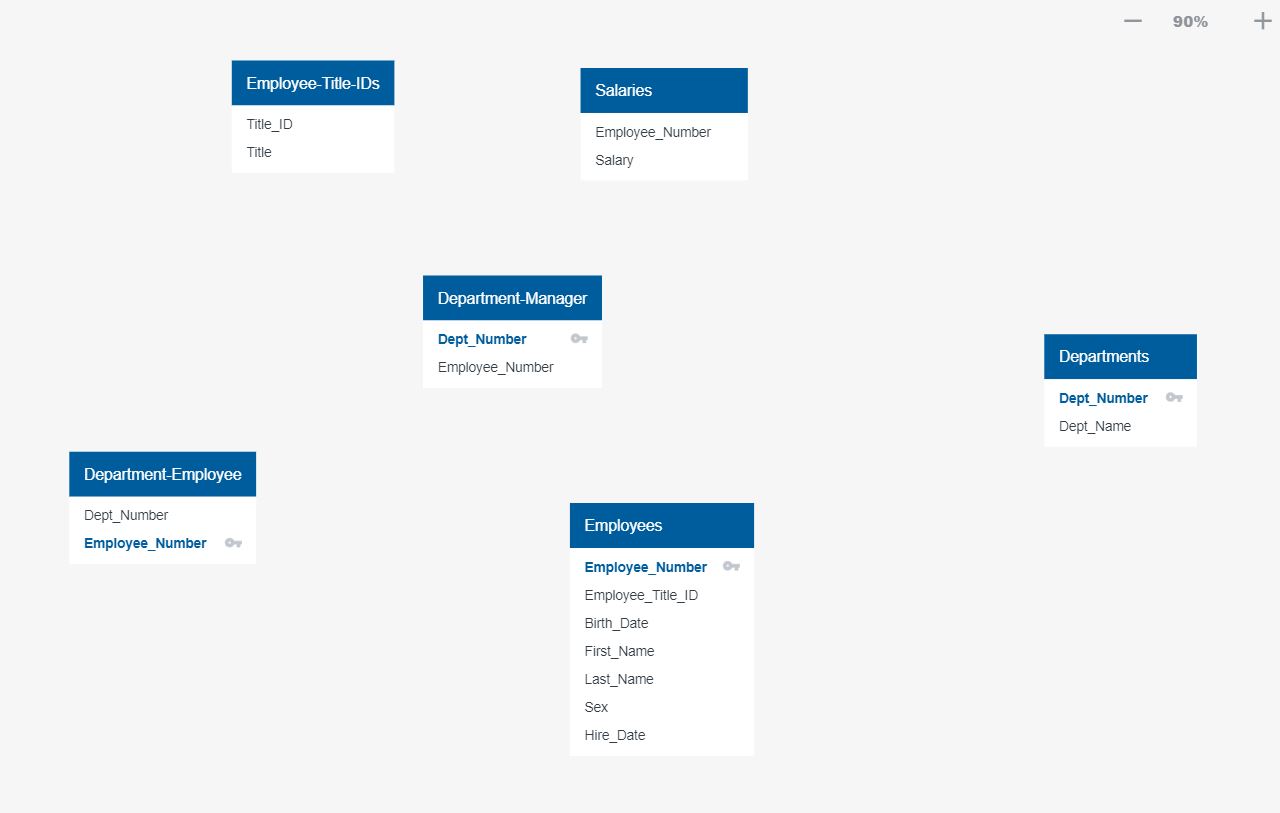 90%
Employee-Title-IDs
Title_ID
Title
Salaries
Employee_Number
Salary
Department-Manager
Dept_Number
Employee_Number
Departments
Dept_Number
Dept_Name
Department-Employee
Dept_Number
Employee_Number
Employees
Employee_Number
Employee_Title_ID
Birth_Date
First_Name
Last_Name
Sex
Hire_Date